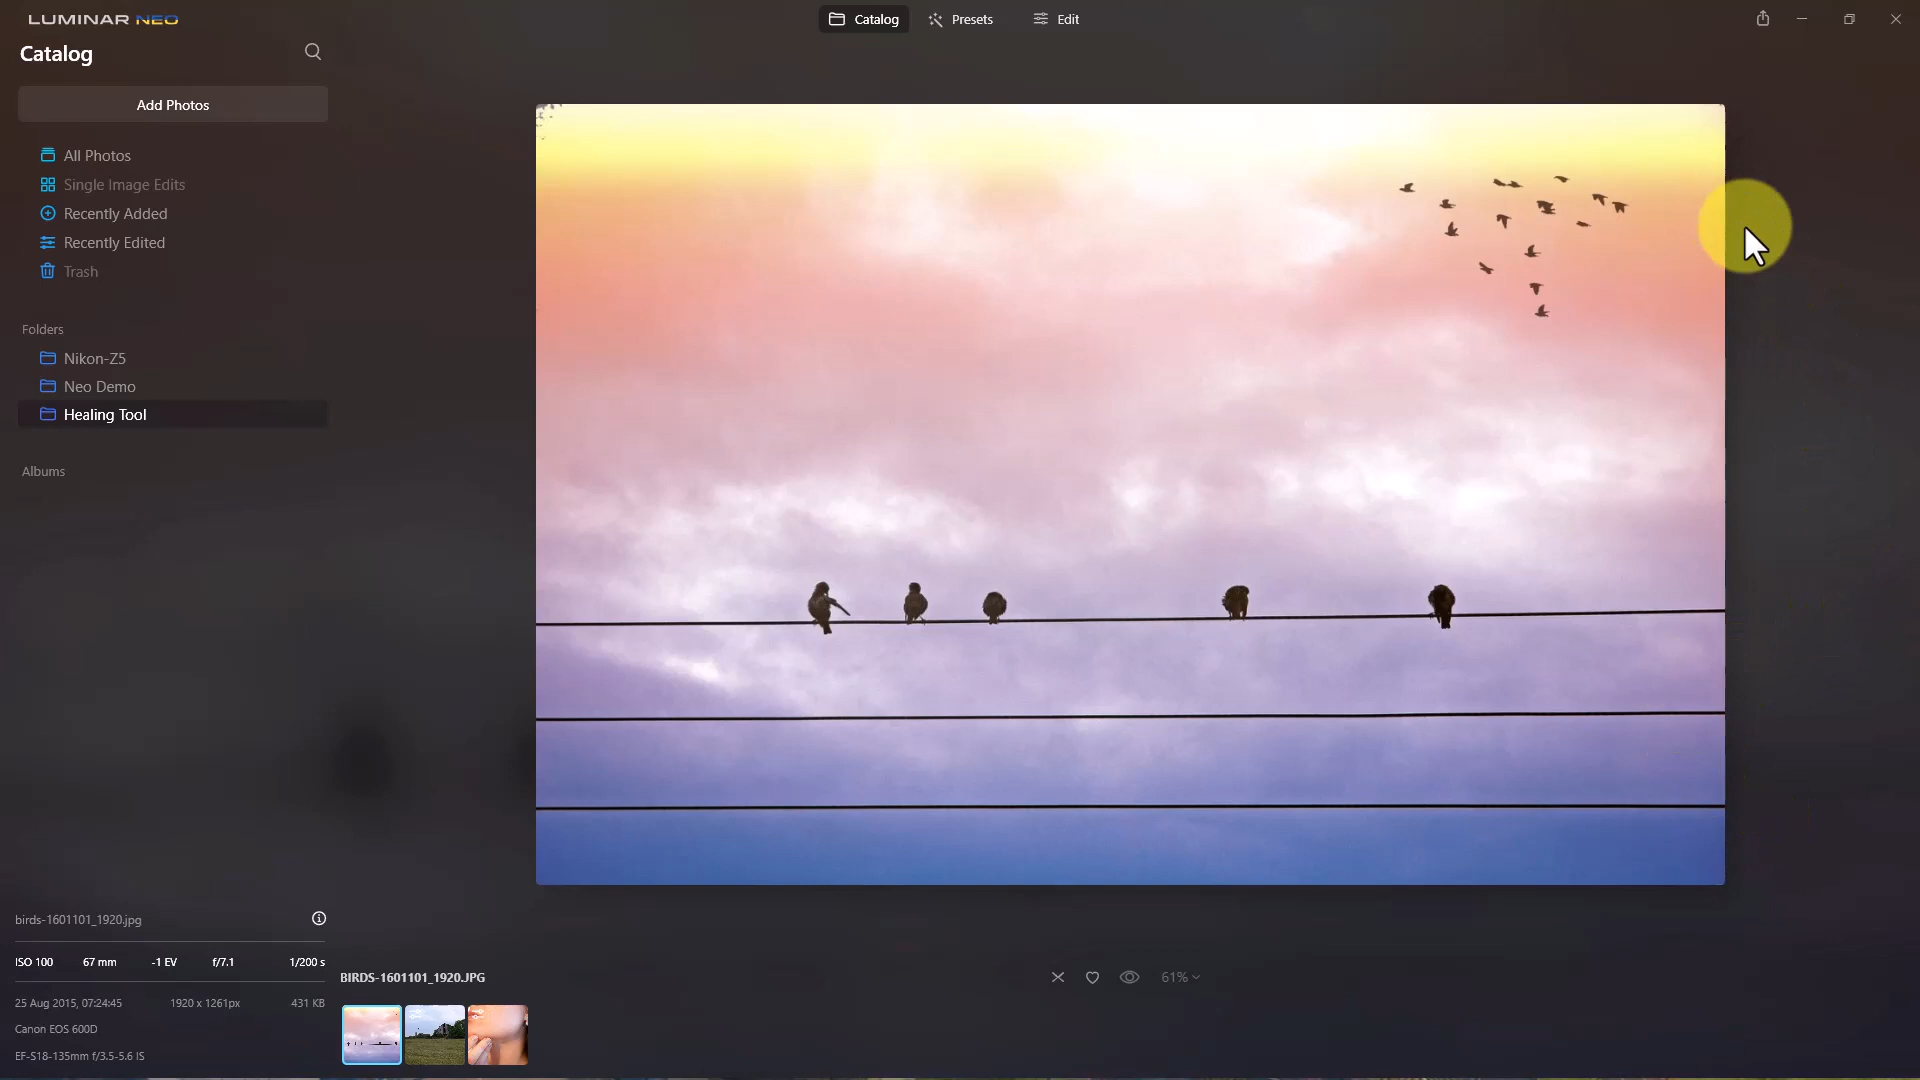 LUMINAR NEO
Catalog
Presets
Edit
Catalog
Add Photos
All Photos
Single Image Edits
Recently Added
Recently Edited
Trash
Folders
Nikon-Z5
Neo Demo
Healing Tool
Albums
birds-1601101_1920.jpg
ISO 100 67 mm -1 EV f/7.1 1/200 s
25 Aug 2015, 07:24:45 1920 x 1261px 431 KB
Canon EOS 600D
EF-S18-135mm f/3.5-5.6 IS
BIRDS-1601101_1920.JPG
61%